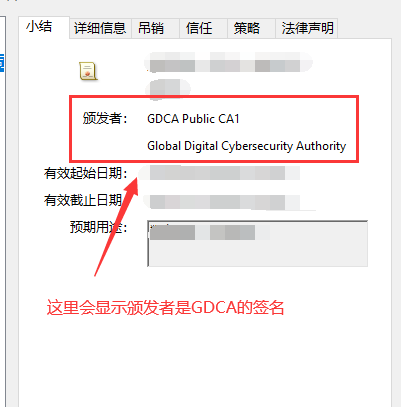 小结 详细信息 吊销 信任 策略 法律声明
颁发者： GDCA Public CA1
Global Digital Cybersecurity Authority
有效起始日期：
有效截止日期：
预期用途：
这里会显示颁发者是GDCA的签名